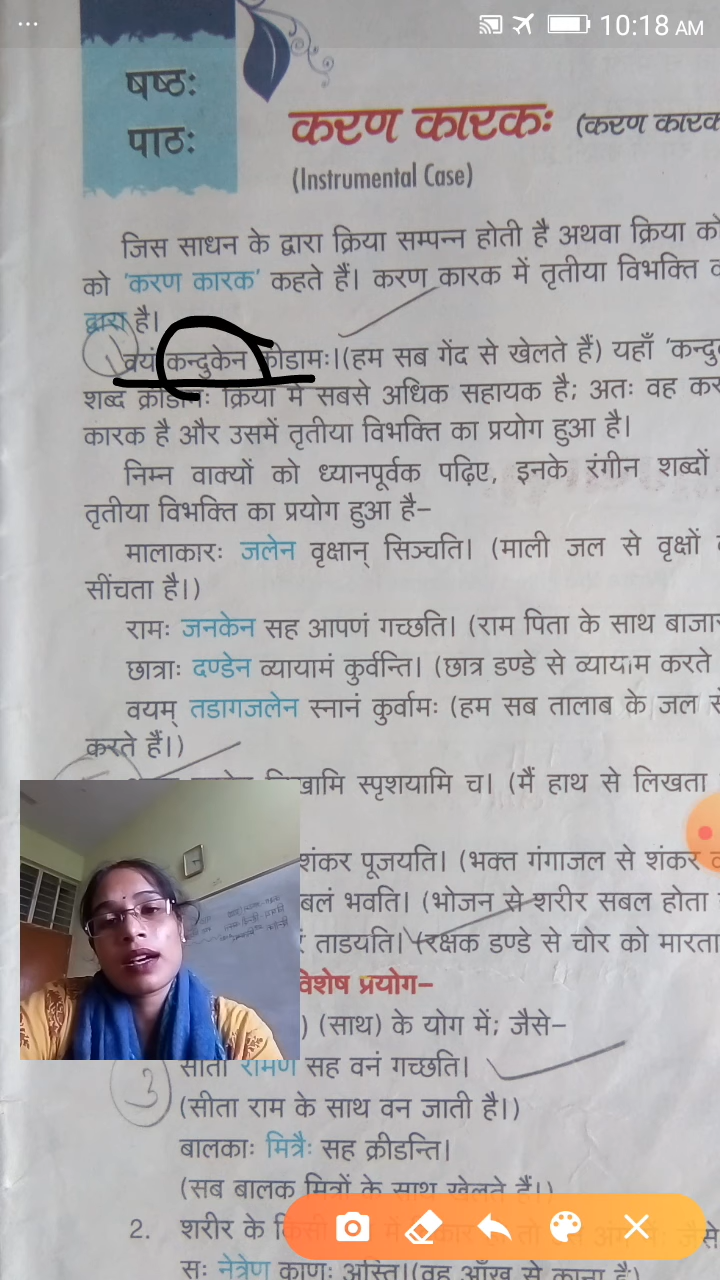 ... 10:18 AM
षष्ठः
पाठः
करण कारकः (करण कारक
(Instrumental Case)
जिस साधन के द्वारा क्रिया सम्पन्न होती है अथवा क्रिया को
को 'करण कारक' कहते हैं। करण कारक में तृतीया विभक्ति
द्वारा है।
वयं कन्दुकेन क्रीडामः।(हम सब गेंद से खेलते हैं) यहाँ 'कन्दु
शब्द क्रीडामः क्रिया में सबसे अधिक सहायक है; अतः वह कर
कारक है और उसमें तृतीया विभक्ति का प्रयोग हुआ है।
निम्न वाक्यों को ध्यानपूर्वक पढ़िए, इनके रंगीन शब्दों
तृतीया विभक्ति का प्रयोग हुआ है–
मालाकारः जलेन वृक्षान् सिञ्चति। (माली जल से वृक्षों
सींचता है।)
रामः जनकेन सह आपणं गच्छति। (राम पिता के साथ बाजार
छात्राः दण्डेन व्यायामं कुर्वन्ति। (छात्र डण्डे से व्यायाम करते
वयम् तडागजलेन स्नानं कुर्वामः (हम सब तालाब के जल से
करते हैं।)
खामि स्पृशयामि च। (मैं हाथ से लिखता
शंकर पूजयति। (भक्त गंगाजल से शंकर
बलं भवति। (भोजन से शरीर सबल होता
ताडयति। (रक्षक डण्डे से चोर को मारता
विशेष प्रयोग–
) (साथ) के योग में; जैसे–
सीता रामेण सह वनं गच्छति।
3
(सीता राम के साथ वन जाती है।)
बालकाः मित्रैः सह क्रीडन्ति।
(सब बालक मित्रों के साथ खेलते हैं।)
2. शरीर के
सः नेत्रेण काणः अस्ति।(वह आँख से काना है)